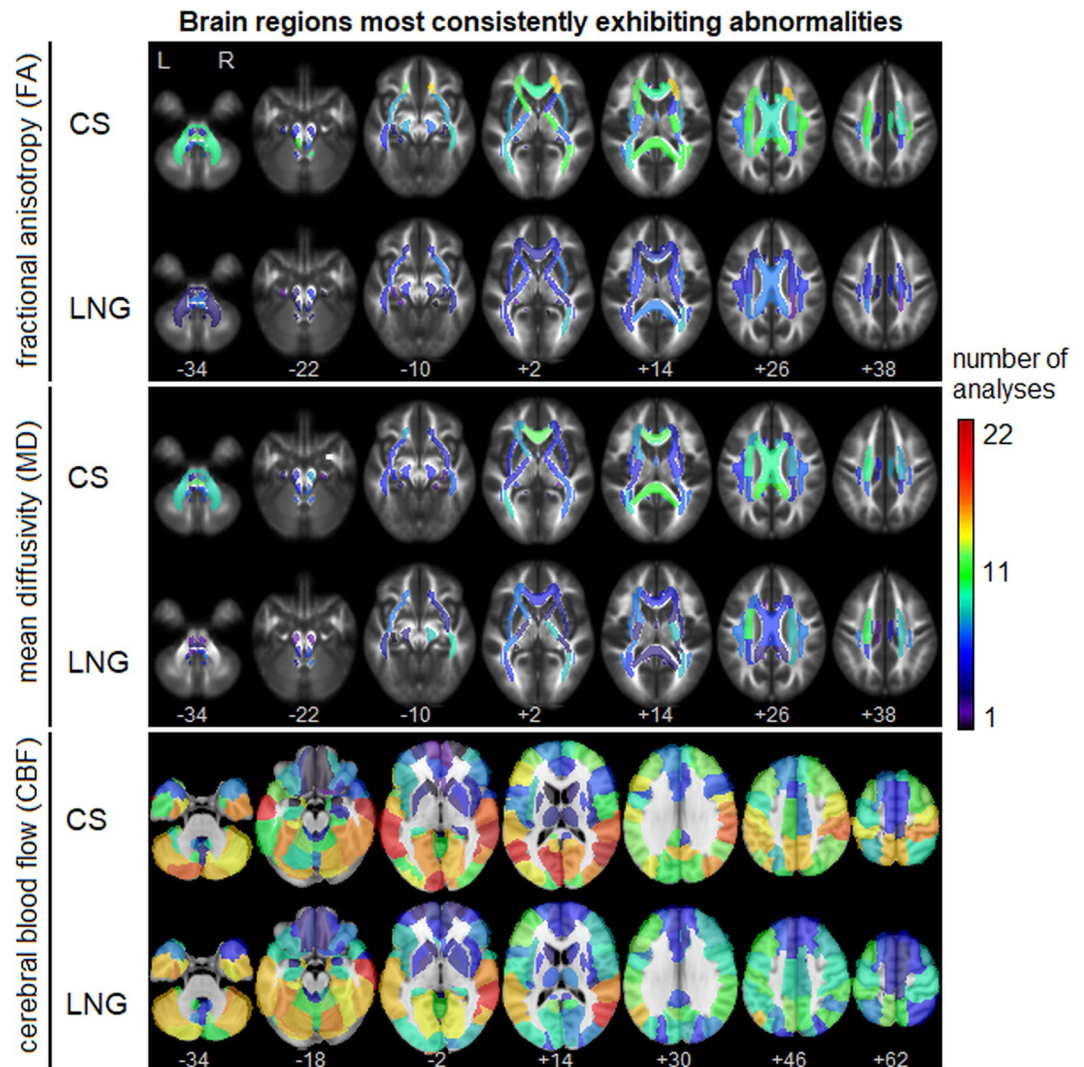 Brain regions most consistently exhibiting abnormalities
fractional anisotropy (FA)
L R
CS
LNG
-34 -22 -10 +2 +14 +26 +38
mean diffusivity (MD)
CS
LNG
-34 -22 -10 +2 +14 +26 +38
cerebral blood flow (CBF)
CS
LNG
-34 -18 -2 +14 +30 +46 +62
number of
analyses
22
11
1